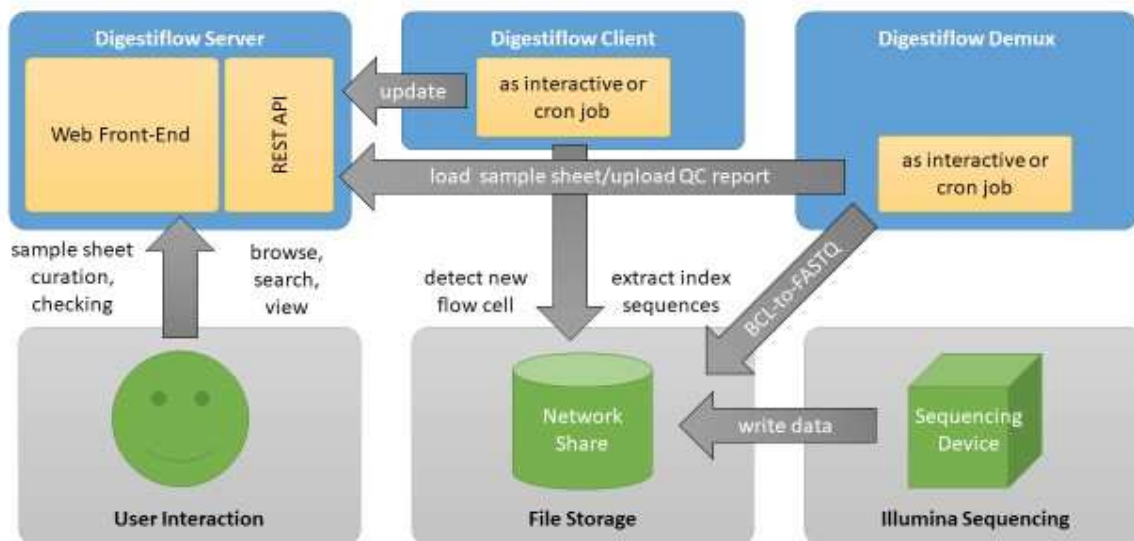 Digestiflow Server
Web Front-End
REST API
Digestiflow Client
as interactive or
cron job
Digestiflow Demux
as interactive or
cron job
update
load sample sheet/upload QC report
sample sheet
curation,
checking
browse,
search,
view
detect new
flow cell
extract index
sequences
BCL-to-FASTQ
Network
Share
write data
Sequencing
Device
User Interaction
File Storage
Illumina Sequencing